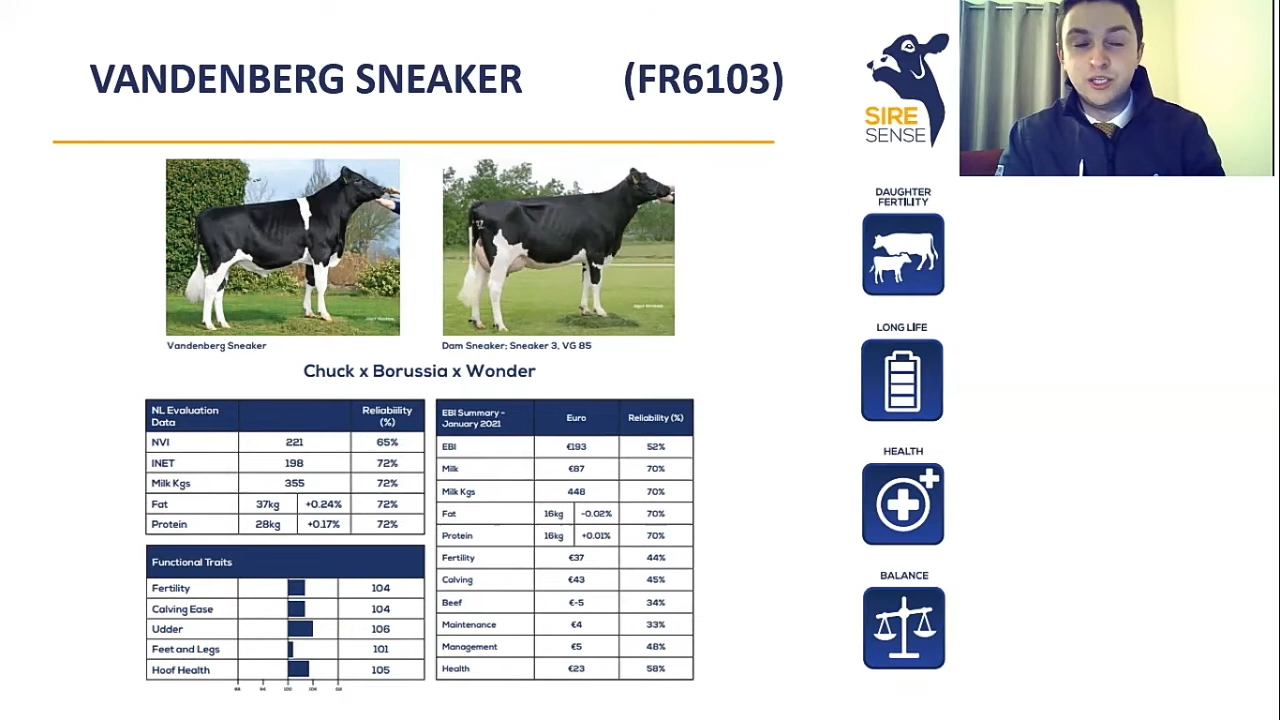 VANDENBERG SNEAKER (FR6103)
SIRE
SENSE
Vandenberg Sneaker
Dam Sneaker; Sneaker 3, VG 85
Chuck x Borussia x Wonder
NL Evaluation Data Reliability (%)
NVI 221 65%
INET 198 72%
Milk Kgs 355 72%
Fat 37kg +0.24% 72%
Protein 28kg +0.17% 72%
Functional Traits
Fertility 104
Calving Ease 104
Udder 106
Feet and Legs 101
Hoof Health 105
EBI Summary - January 2021 Euro Reliability (%)
EBI €193 52%
Milk €87 70%
Milk Kgs 448 70%
Fat 16kg -0.02% 70%
Protein 16kg +0.01% 70%
Fertility €37 44%
Calving €43 45%
Beef €-5 34%
Maintenance €4 33%
Management €5 48%
Health €23 58%
DAUGHTER
FERTILITY
LONG LIFE
HEALTH
BALANCE